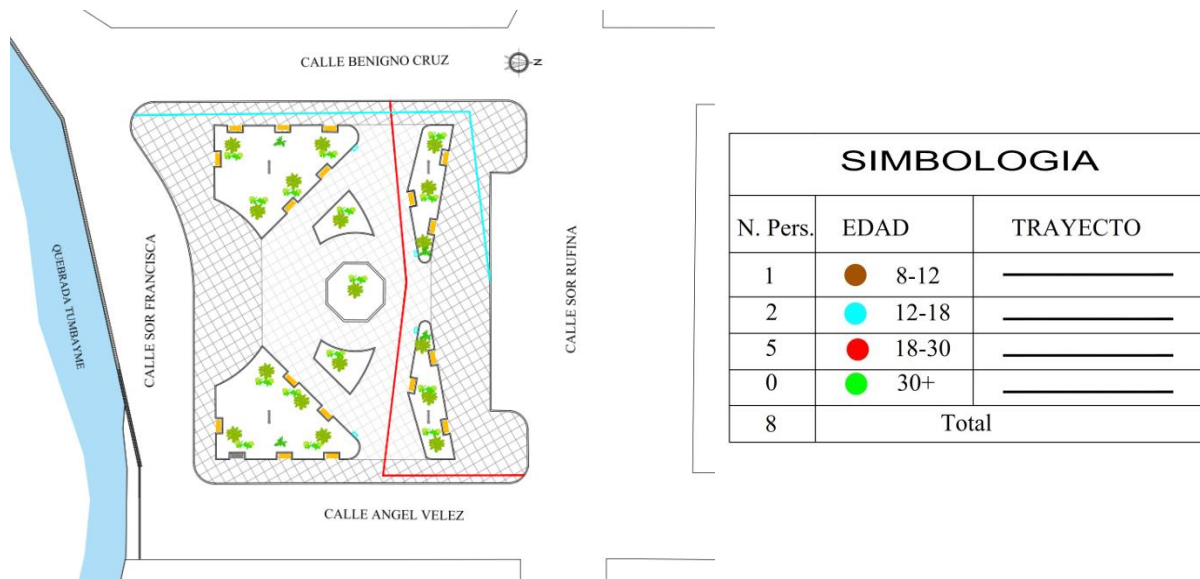 CALLE BENIGNO CRUZ
N
QUEBRADA TUMBAYME
CALLE SOR FRANCISCA
CALLE SOR RUFINA
CALLE ANGEL VELEZ
SIMBOLOGIA
N. Pers. EDAD TRAYECTO
1 8-12
2 12-18
5 18-30
0 30+
8 Total